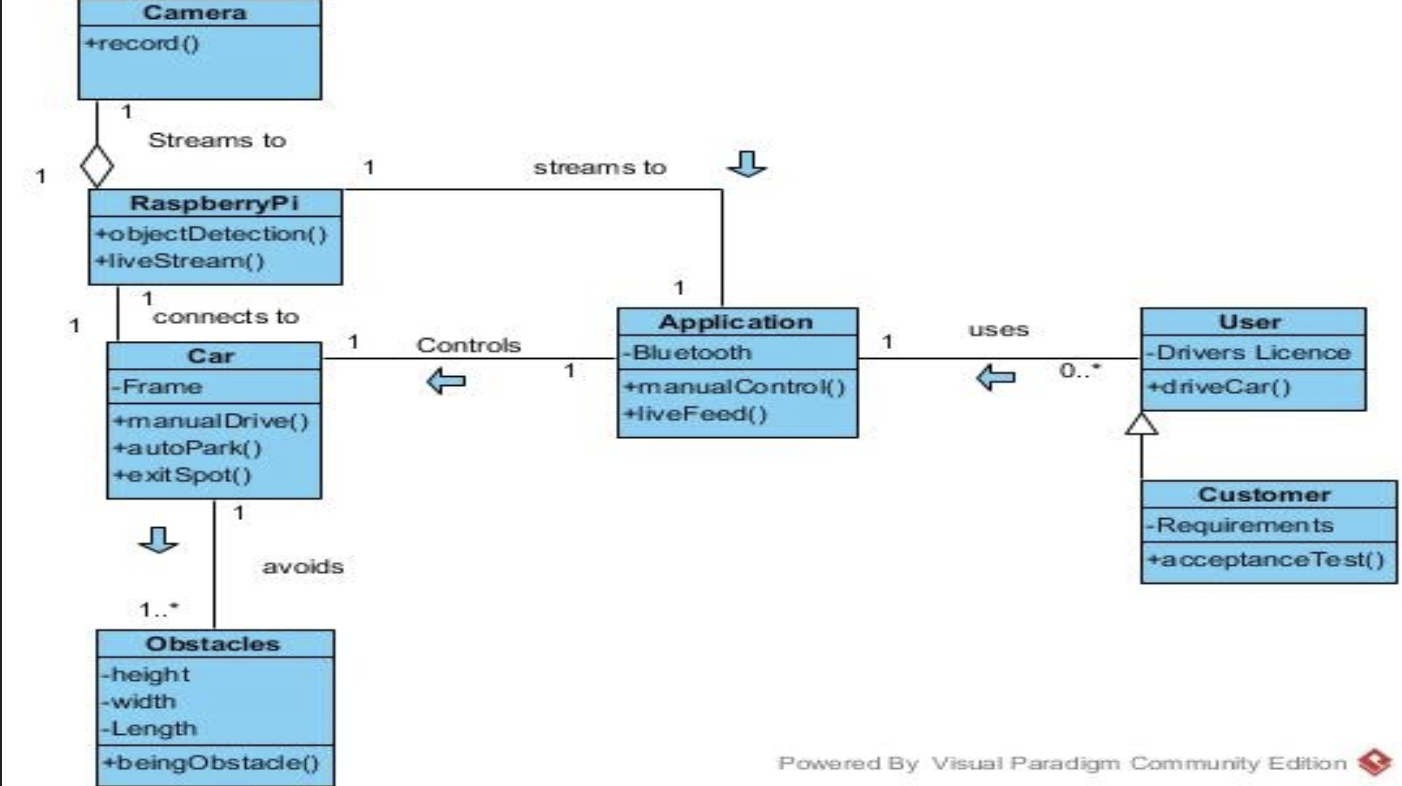 Camera
+record()
1
Streams to
1
1
streams to
RaspberryPi
+objectDetection()
+liveStream()
1
1
connects to
1
Car
-Frame
+manualDrive()
+autoPark()
+exitSpot()
1
Controls
1
Application
-Bluetooth
+manualControl()
+liveFeed()
1
uses
0..*
User
-Drivers Licence
+driveCar()
Customer
-Requirements
+acceptanceTest()
1
avoids
1..*
Obstacles
-height
-width
-Length
+beingObstacle()
Powered By Visual Paradigm Community Edition